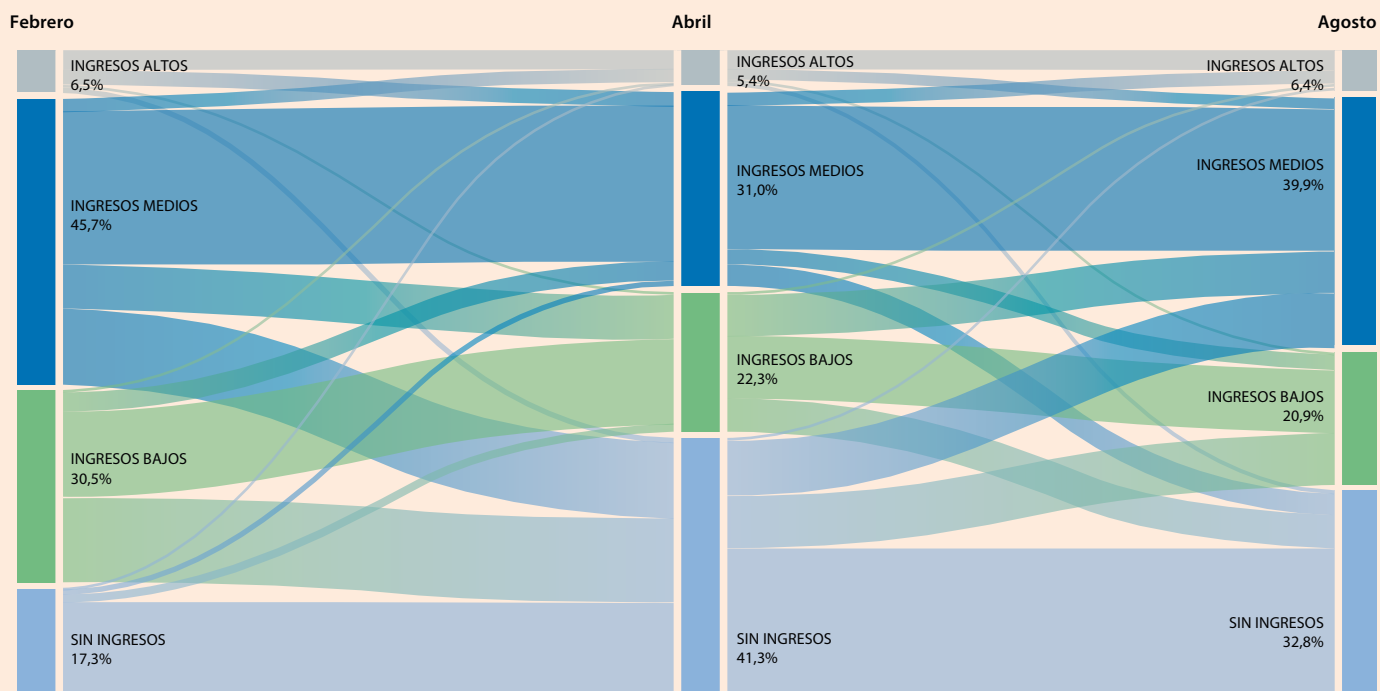 Febrero
Abril
Agosto
INGRESOS ALTOS
6,5%
INGRESOS MEDIOS
45,7%
INGRESOS BAJOS
30,5%
SIN INGRESOS
17,3%
INGRESOS ALTOS
5,4%
INGRESOS MEDIOS
31,0%
INGRESOS BAJOS
22,3%
SIN INGRESOS
41,3%
INGRESOS ALTOS
6,4%
INGRESOS MEDIOS
39,9%
INGRESOS BAJOS
20,9%
SIN INGRESOS
32,8%